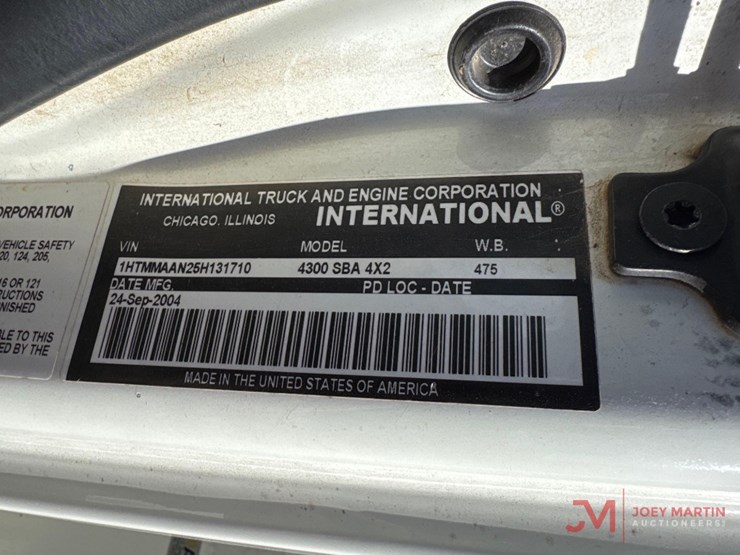 ORPORATION
VEHICLE SAFETY
20, 124, 205,
16 OR 121
RUCTIONS
NISHED
LE TO THIS
ED BY THE
INTERNATIONAL TRUCK AND ENGINE CORPORATION
CHICAGO, ILLINOIS INTERNATIONAL®
VIN MODEL W.B.
1HTMMAAN25H131710 4300 SBA 4X2 475
DATE MFG. PD LOC - DATE
24-Sep-2004
MADE IN THE UNITED STATES OF AMERICA
JM JOEY MARTIN
AUCTIONEERS!